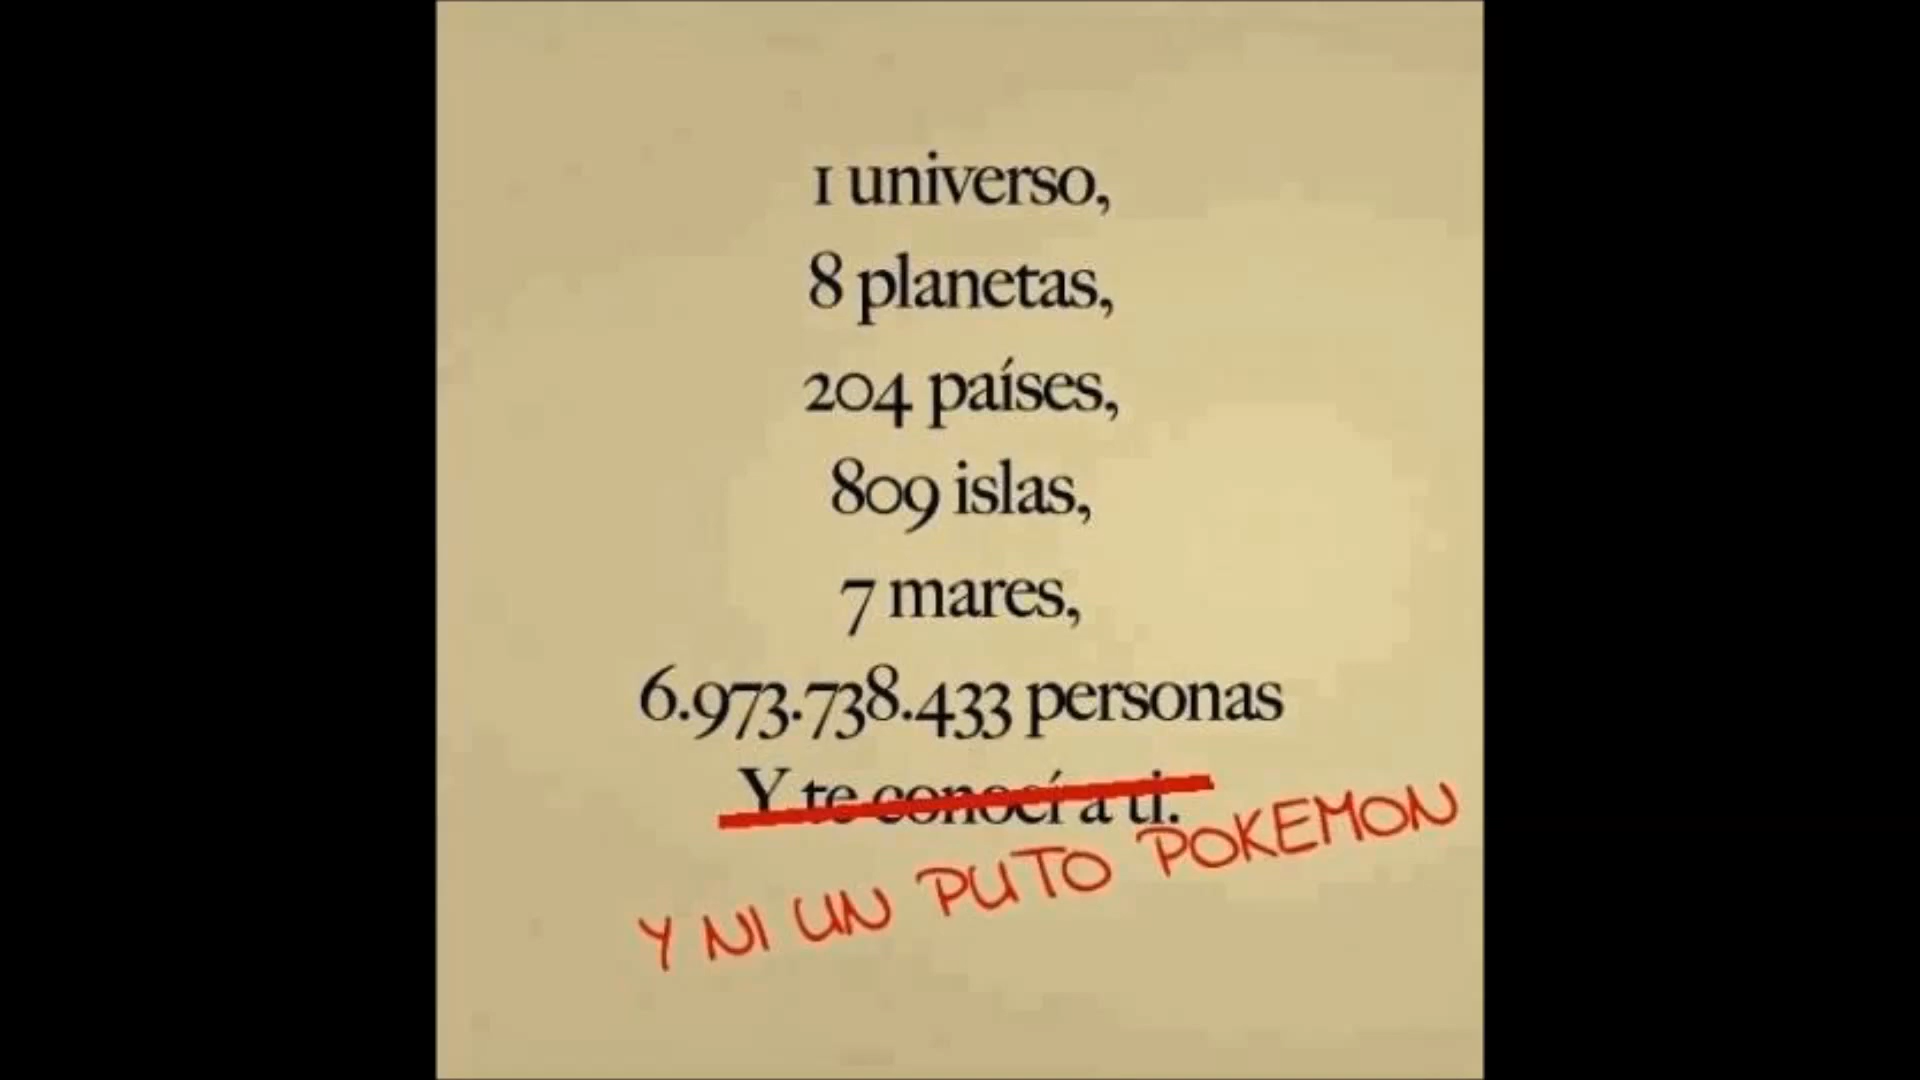 1 universo,
8 planetas,
204 países,
809 islas,
7 mares,
6.973.738.433 personas
Y te conocí a ti.
Y NI UN PUTO POKEMON